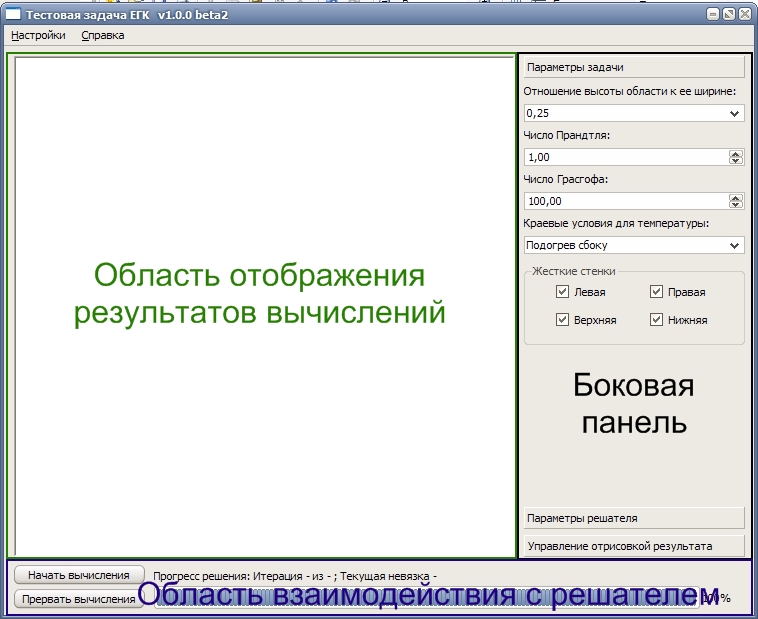 Тестовая задача ЕГК v1.0.0 beta2
Настройки Справка
Параметры задачи
Отношение высоты области к ее ширине:
0,25
Число Прандтля:
1,00
Число Грасгофа:
100,00
Краевые условия для температуры:
Подогрев сбоку
Жесткие стенки
Левая Правая
Верхняя Нижняя
Область отображения
результатов вычислений
Боковая
панель
Параметры решателя
Управление отрисовкой результата
Начать вычисления
Прогресс решения: Итерация - из - ; Текущая невязка -
Прервать вычисления
Область взаимодействия с решателем